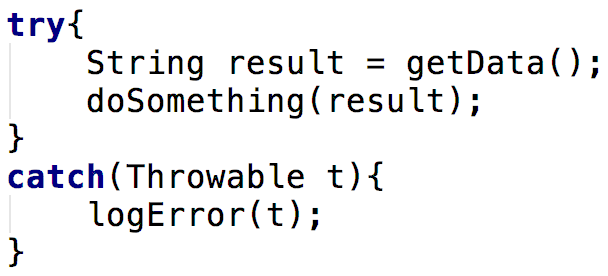 try{
    String result = getData();
    doSomething(result);
}
catch(Throwable t){
    logError(t);
}